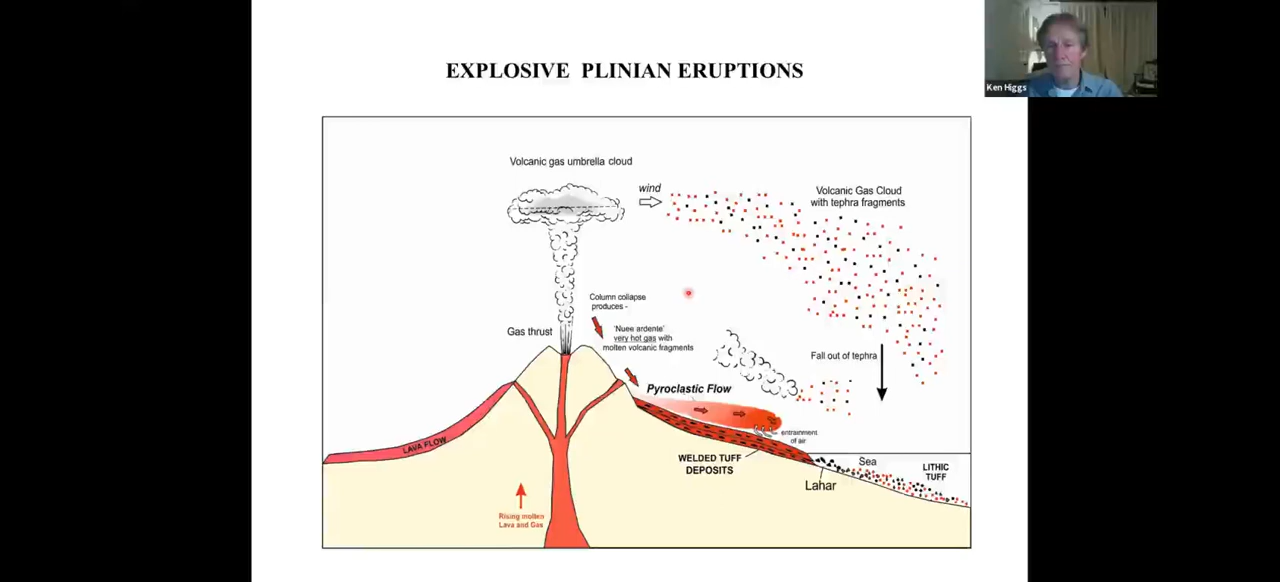 Ken Higgs
EXPLOSIVE PLINIAN ERUPTIONS
Volcanic gas umbrella cloud
wind
Volcanic Gas Cloud
with tephra fragments
Column collapse
produces -
Gas thrust
'Nuee ardente'
very hot gas with
molten volcanic fragments
Fall out of tephra
Pyroclastic Flow
LAVA FLOW
entrainment
of air
WELDED TUFF
DEPOSITS
Sea
LITHIC
TUFF
Lahar
Rising molten
Lava and Gas